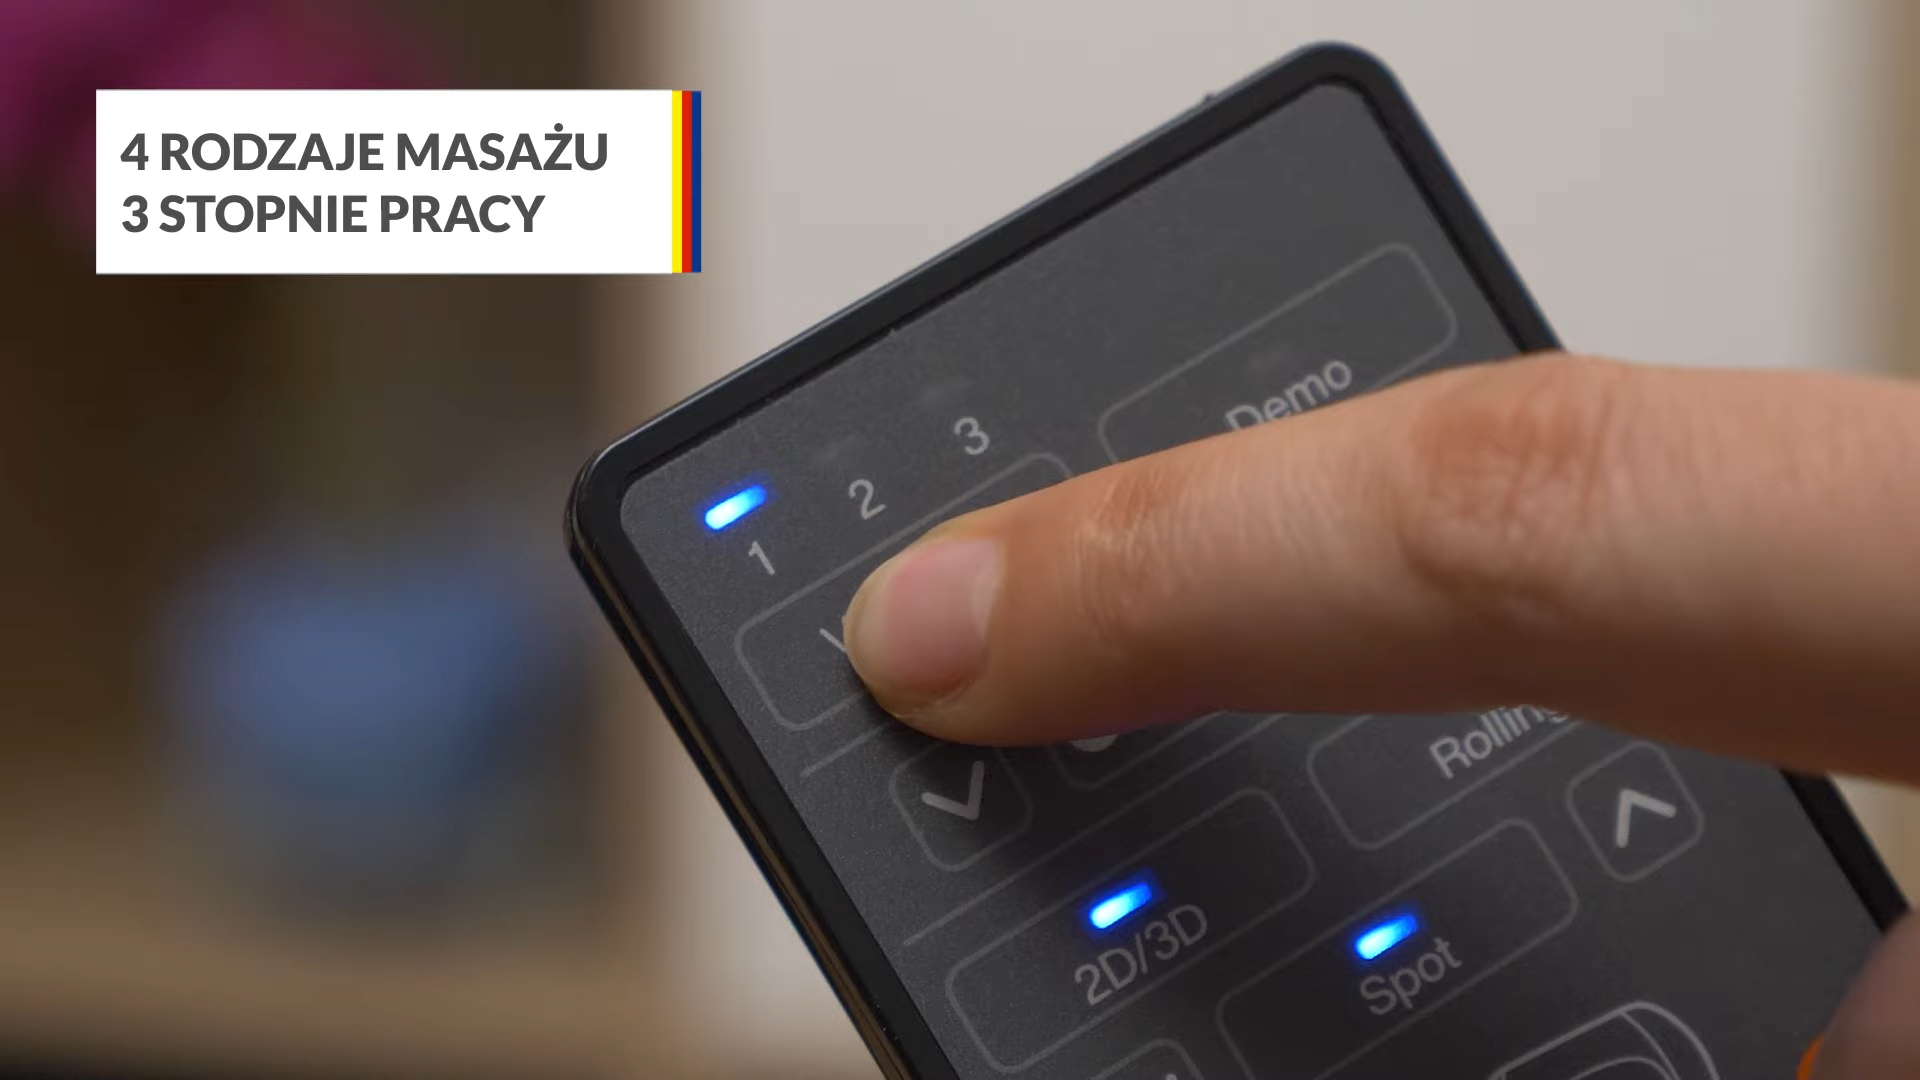 4 RODZAJE MASAŻU
3 STOPNIE PRACY
Demo
1 2 3
Rolling
2D/3D
Spot